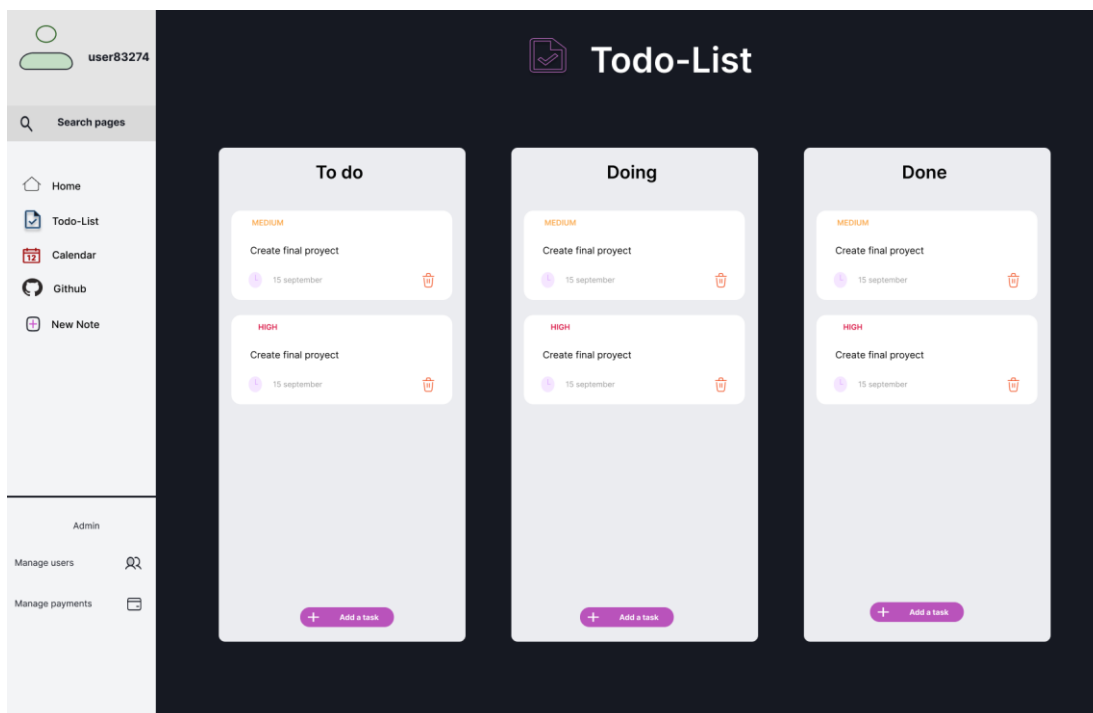 user83274
Todo-List
Search pages
Home
Todo-List
Calendar
12
Github
New Note
Admin
Manage users
Manage payments
To do
MEDIUM
Create final proyect
15 september
HIGH
Create final proyect
15 september
Add a task
Doing
MEDIUM
Create final proyect
15 september
HIGH
Create final proyect
15 september
Add a task
Done
MEDIUM
Create final proyect
15 september
HIGH
Create final proyect
15 september
Add a task